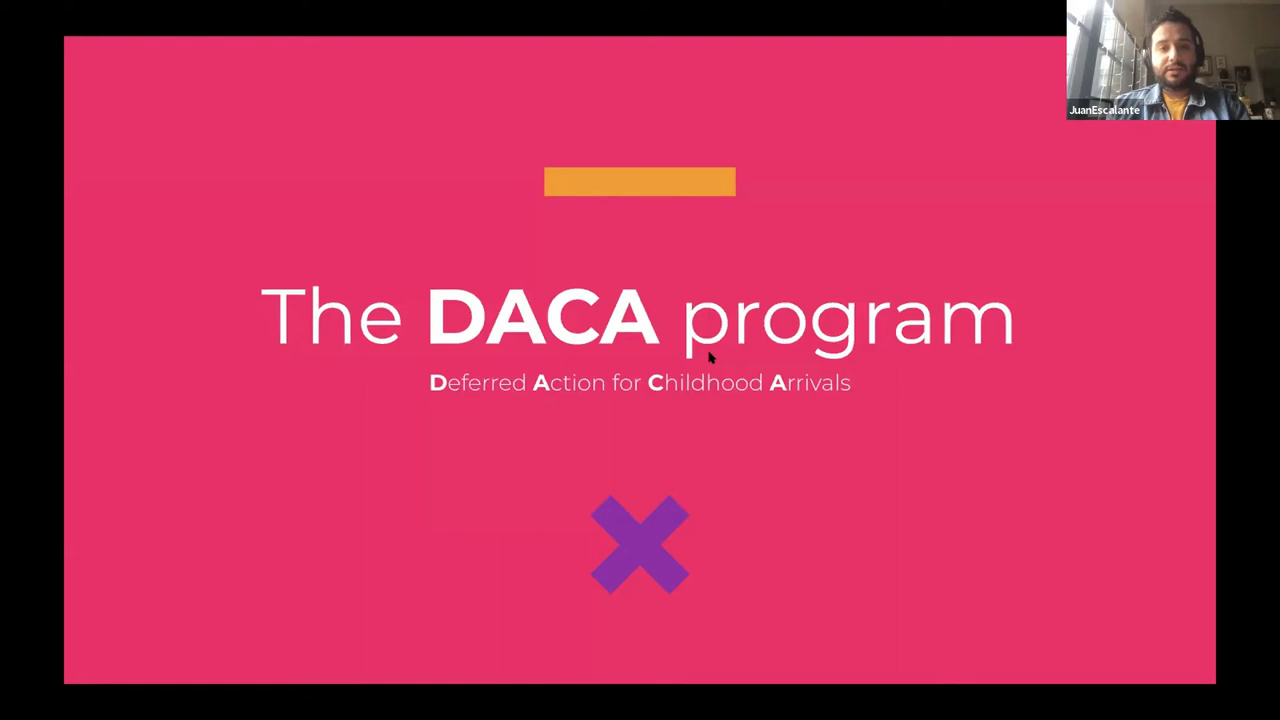 JuanEscalante
The DACA program
Deferred Action for Childhood Arrivals